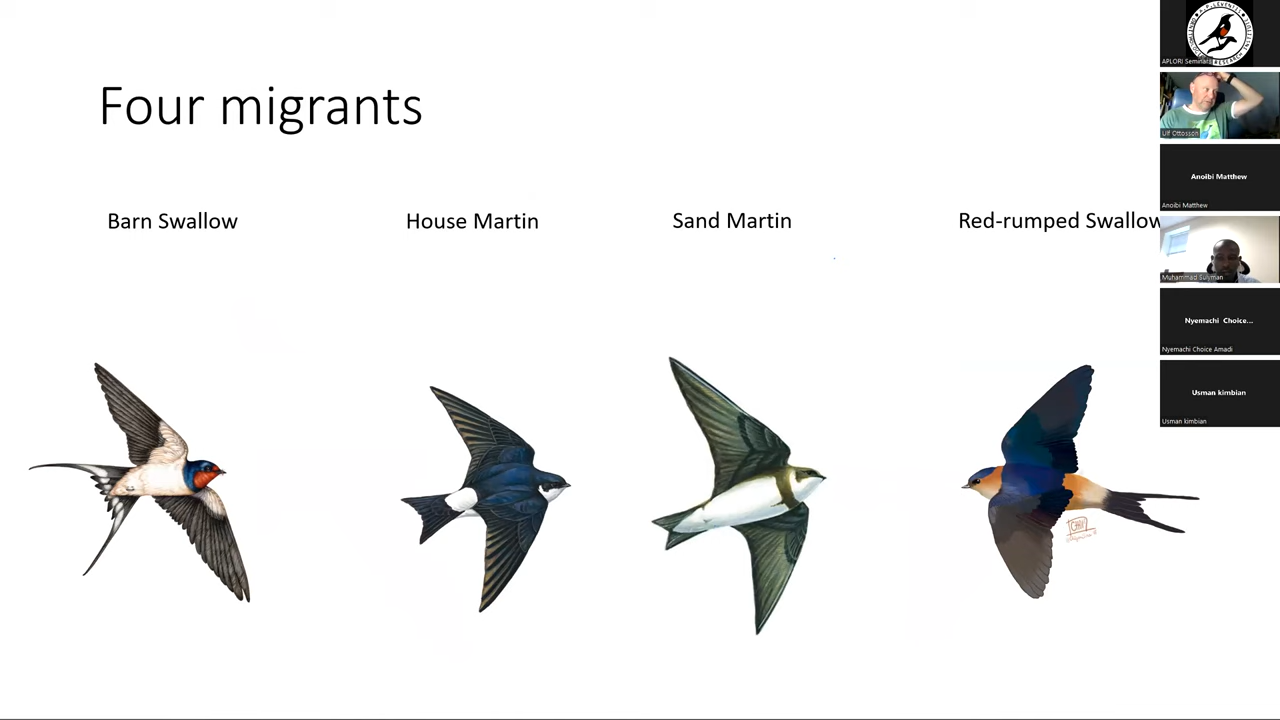 Four migrants
Barn Swallow
House Martin
Sand Martin
Red-rumped Swallow
APLORI Seminar
Ulf Ottosson
Anoibi Matthew
Anoibi Matthew
Muhammad Sulyman
Nyemachi Choice...
Nyemachi Choice Amadi
Usman kimbian
Usman kimbian